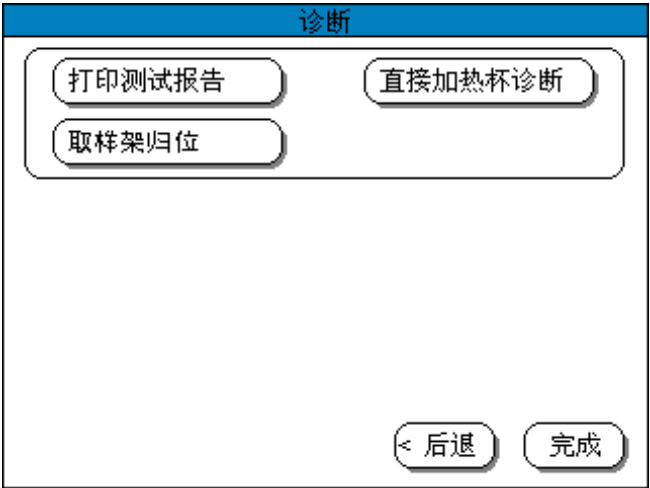 诊断
打印测试报告
直接加热杯诊断
取样架归位
< 后退
完成